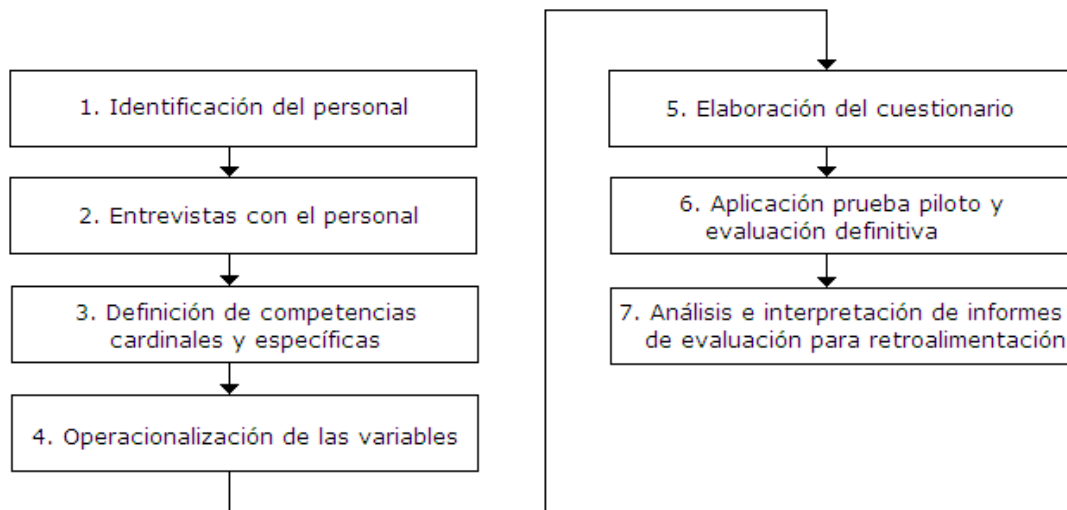 1. Identificación del personal
2. Entrevistas con el personal
3. Definición de competencias
cardinales y específicas
4. Operacionalización de las variables
5. Elaboración del cuestionario
6. Aplicación prueba piloto y
evaluación definitiva
7. Análisis e interpretación de informes
de evaluación para retroalimentación